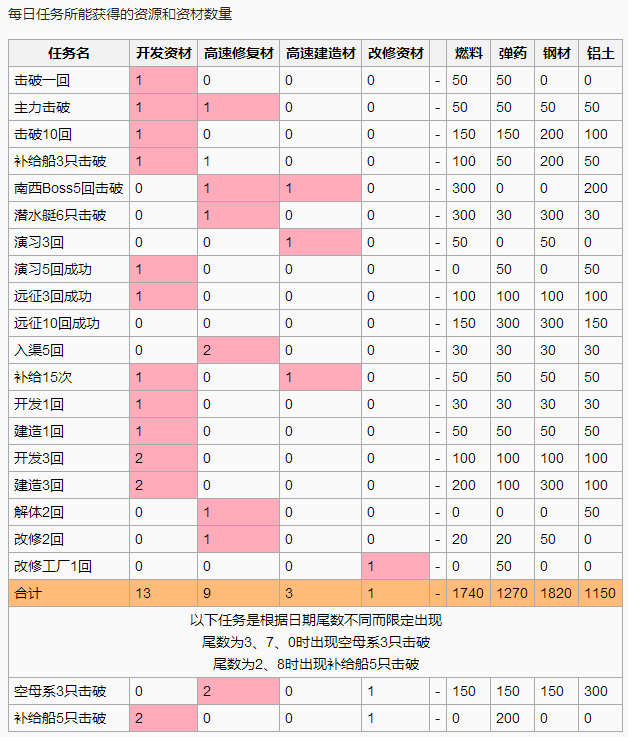 每日任务所能获得的资源和资材数量
任务名 开发资材 高速修复材 高速建造材 改修资材 燃料 弹药 钢材 铝土
击破一回 1 0 0 0 - 50 50 0 0
主力击破 1 1 0 0 - 50 50 50 50
击破10回 1 0 0 0 - 150 150 200 100
补给船3只击破 1 1 0 0 - 100 50 200 50
南西Boss5回击破 0 1 1 0 - 300 0 0 200
潜水艇6只击破 0 1 0 0 - 300 30 300 30
演习3回 0 0 1 0 - 50 0 50 0
演习5回成功 1 0 0 0 - 0 50 0 50
远征3回成功 1 0 0 0 - 100 100 100 100
远征10回成功 0 0 0 0 - 150 300 300 150
入渠5回 0 2 0 0 - 30 30 30 30
补给15次 1 0 1 0 - 50 50 50 50
开发1回 1 0 0 0 - 30 30 30 30
建造1回 1 0 0 0 - 50 50 50 50
开发3回 2 0 0 0 - 100 100 100 100
建造3回 2 0 0 0 - 200 100 300 100
解体2回 0 1 0 0 - 0 0 0 50
改修2回 0 1 0 0 - 20 20 50 0
改修工厂1回 0 0 0 1 - 0 50 0 0
合计 13 9 3 1 - 1740 1270 1820 1150
以下任务是根据日期尾数不同而限定出现
尾数为3、7、0时出现空母系3只击破
尾数为2、8时出现补给船5只击破
空母系3只击破 0 2 0 1 - 150 150 150 300
补给船5只击破 2 0 0 1 - 0 200 0 0